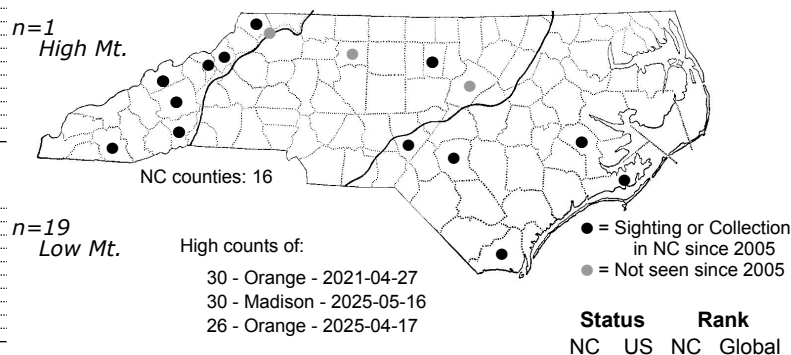 n=1
High Mt.
NC counties: 16
n=19
Low Mt.
High counts of:
30 - Orange - 2021-04-27
30 - Madison - 2025-05-16
26 - Orange - 2025-04-17
= Sighting or Collection
in NC since 2005
= Not seen since 2005
Status Rank
NC US NC Global